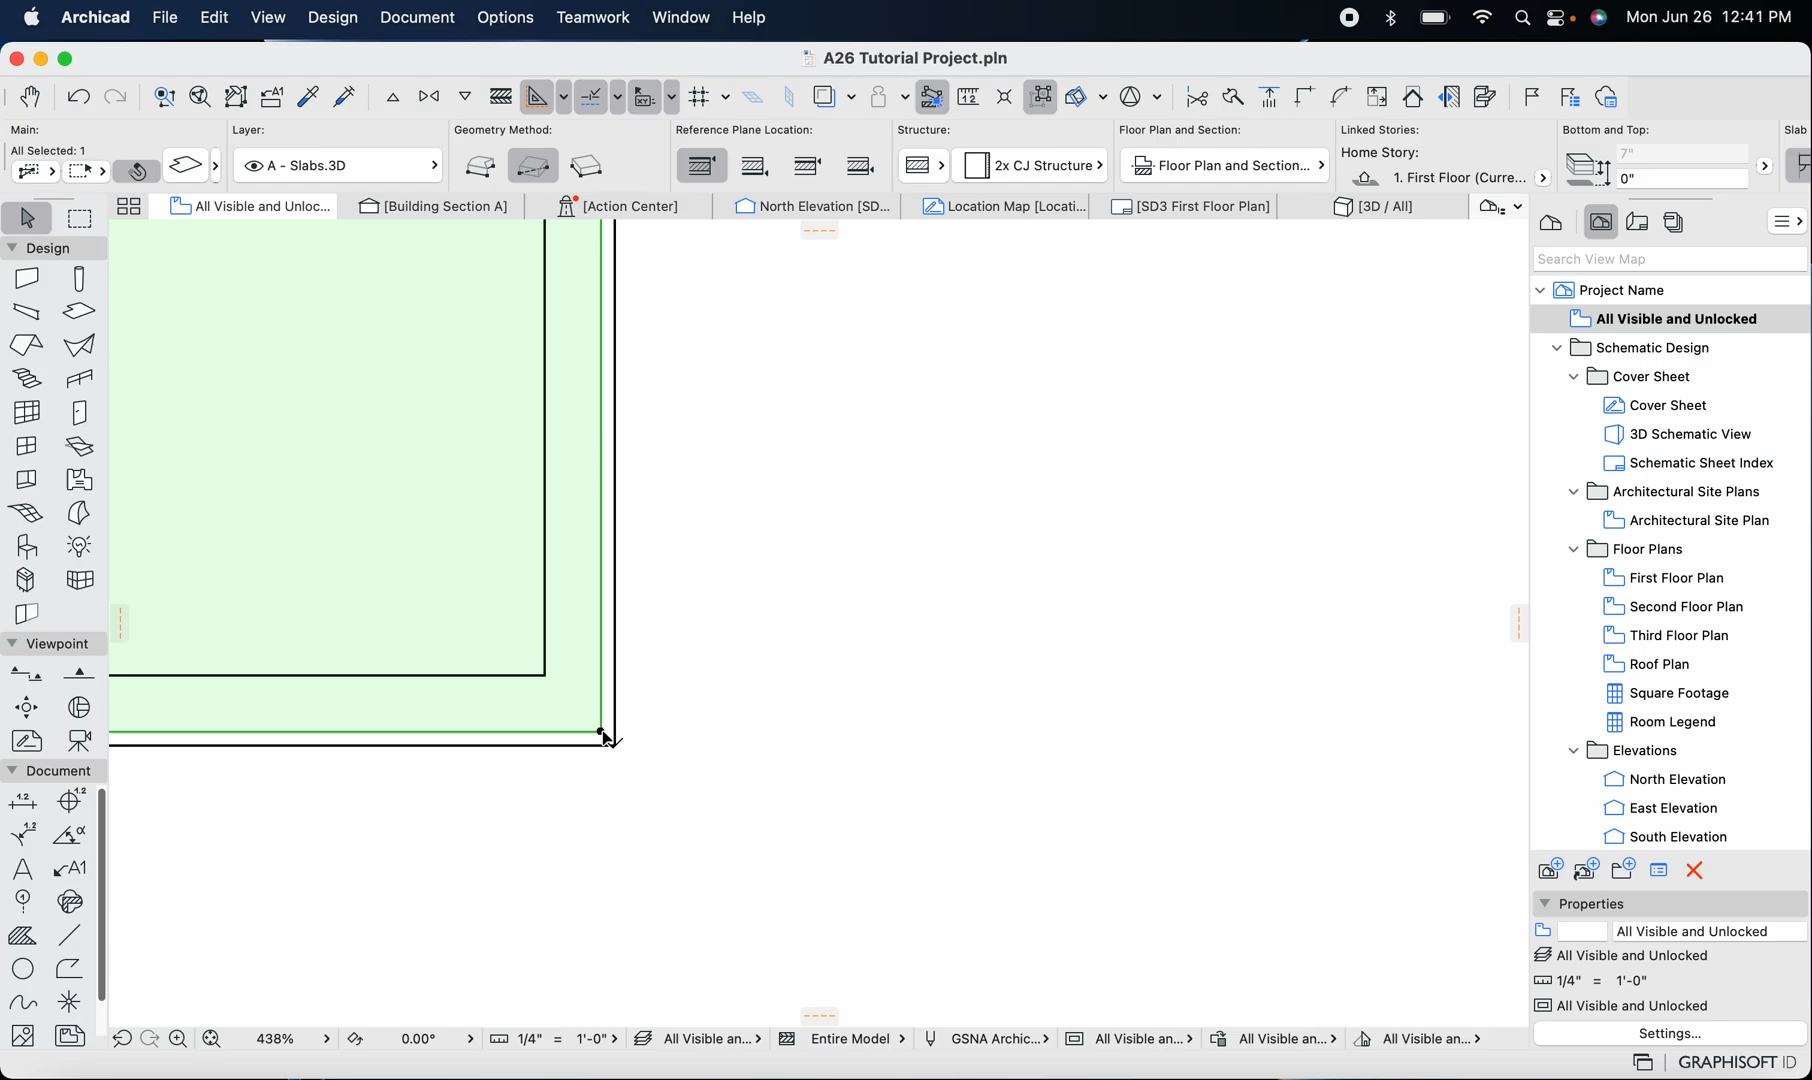 Archicad File Edit View Design Document Options Teamwork Window Help Mon Jun 26 12:41 PM
A26 Tutorial Project.pln
Main: Layer: Geometry Method: Reference Plane Location: Structure: Floor Plan and Section: Linked Stories: Bottom and Top: Slab
All Selected: 1 Home Story: 7"
A - Slabs.3D 2x CJ Structure Floor Plan and Section... 1. First Floor (Curre... 0"
All Visible and Unloc... [Building Section A] [Action Center] North Elevation [SD... Location Map [Locati... [SD3 First Floor Plan] [3D / All]
Design
Search View Map
Project Name
All Visible and Unlocked
Schematic Design
Cover Sheet
Cover Sheet
3D Schematic View
Schematic Sheet Index
Architectural Site Plans
Architectural Site Plan
Floor Plans
First Floor Plan
Second Floor Plan
Third Floor Plan
Viewpoint
Roof Plan
Square Footage
Room Legend
Elevations
Document
North Elevation
East Elevation
South Elevation
1.2 1.2
1.2 α
A A1
1
Properties
All Visible and Unlocked
All Visible and Unlocked
1/4" = 1'-0"
All Visible and Unlocked
Settings...
438% 0.00° 1/4" = 1'-0" All Visible an... Entire Model GSNA Archic... All Visible an... All Visible an... All Visible an...
GRAPHISOFT ID